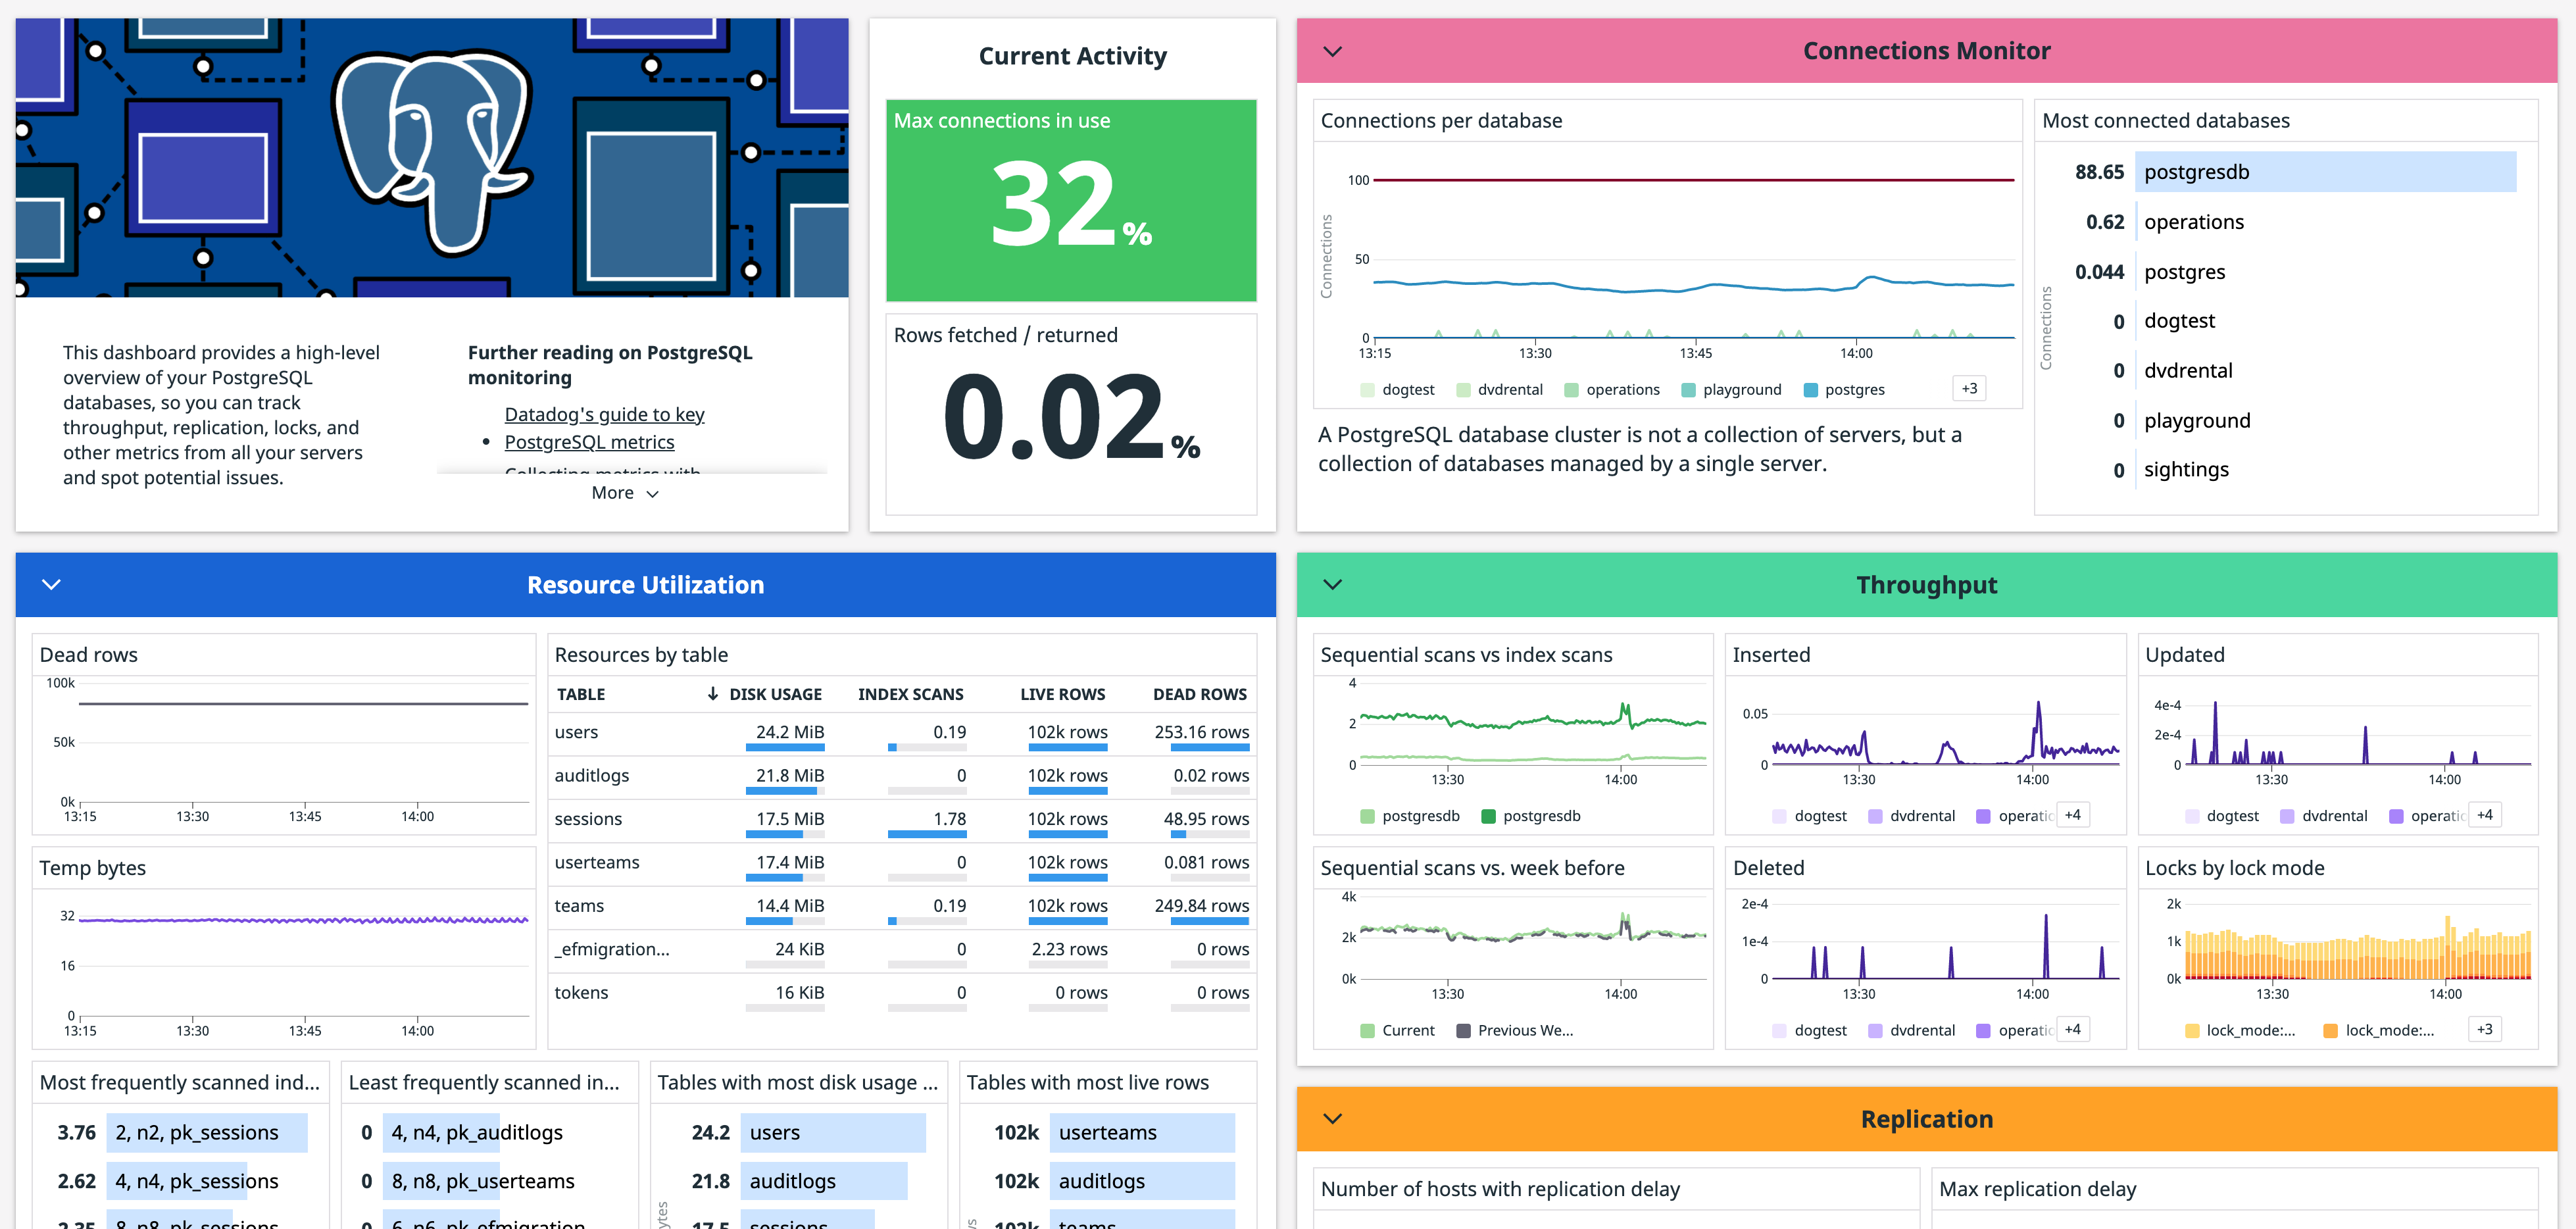 This dashboard provides a high-level
overview of your PostgreSQL
databases, so you can track
throughput, replication, locks, and
other metrics from all your servers
and spot potential issues.
Further reading on PostgreSQL
monitoring
Datadog's guide to key
• PostgreSQL metrics
Collecting metrics with
More
Current Activity
Max connections in use
32%
Rows fetched / returned
0.02%
Connections Monitor
Connections per database
Connections
100
50
0
13:15 13:30 13:45 14:00
dogtest dvdrental operations playground postgres +3
A PostgreSQL database cluster is not a collection of servers, but a
collection of databases managed by a single server.
Most connected databases
Connections
88.65 postgresdb
0.62 operations
0.044 postgres
0 dogtest
0 dvdrental
0 playground
0 sightings
Resource Utilization
Dead rows
100k
50k
0k
13:15 13:30 13:45 14:00
Temp bytes
32
16
0
13:15 13:30 13:45 14:00
Resources by table
TABLE ↓ DISK USAGE INDEX SCANS LIVE ROWS DEAD ROWS
users 24.2 MiB 0.19 102k rows 253.16 rows
auditlogs 21.8 MiB 0 102k rows 0.02 rows
sessions 17.5 MiB 1.78 102k rows 48.95 rows
userteams 17.4 MiB 0 102k rows 0.081 rows
teams 14.4 MiB 0.19 102k rows 249.84 rows
_efmigration... 24 KiB 0 2.23 rows 0 rows
tokens 16 KiB 0 0 rows 0 rows
Most frequently scanned ind...
3.76 2, n2, pk_sessions
2.62 4, n4, pk_sessions
2.35 8, n8, pk_sessions
Least frequently scanned in...
0 4, n4, pk_auditlogs
0 8, n8, pk_userteams
0 6, n6, pk_efmigration
Tables with most disk usage ...
24.2 users
21.8 auditlogs
17.5 sessions
Tables with most live rows
102k userteams
102k auditlogs
102k teams
Throughput
Sequential scans vs index scans
4
2
0
13:30 14:00
postgresdb postgresdb
Inserted
0.05
0
13:30 14:00
dogtest dvdrental operatic +4
Updated
4e-4
2e-4
0
13:30 14:00
dogtest dvdrental operatic +4
Sequential scans vs. week before
4k
2k
0k
13:30 14:00
Current Previous We...
Deleted
2e-4
1e-4
0
13:30 14:00
dogtest dvdrental operatic +4
Locks by lock mode
2k
1k
0k
13:30 14:00
lock_mode:... lock_mode:... +3
Replication
Number of hosts with replication delay
Max replication delay